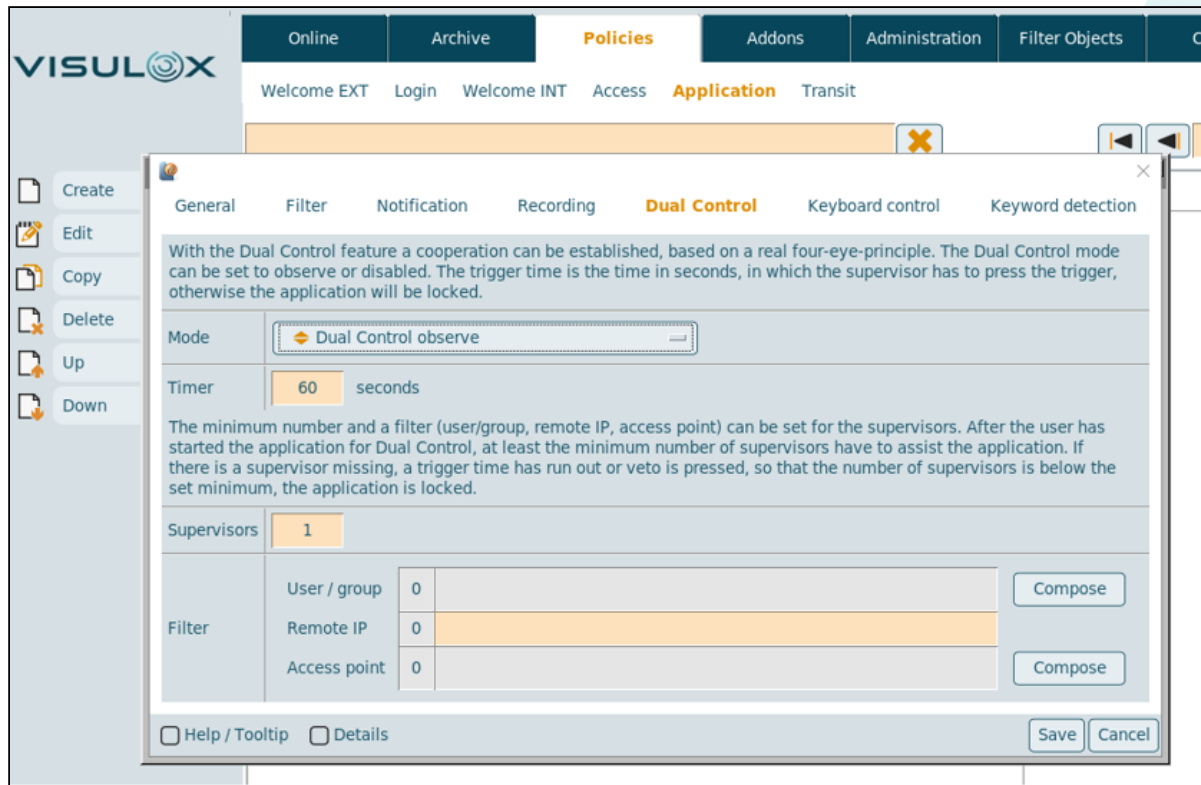 Online Archive Policies Addons Administration Filter Objects
VISULOX
Welcome EXT Login Welcome INT Access Application Transit
Create
Edit
Copy
Delete
Up
Down
General Filter Notification Recording Dual Control Keyboard control Keyword detection
With the Dual Control feature a cooperation can be established, based on a real four-eye-principle. The Dual Control mode
can be set to observe or disabled. The trigger time is the time in seconds, in which the supervisor has to press the trigger,
otherwise the application will be locked.
Mode Dual Control observe
Timer 60 seconds
The minimum number and a filter (user/group, remote IP, access point) can be set for the supervisors. After the user has
started the application for Dual Control, at least the minimum number of supervisors have to assist the application. If
there is a supervisor missing, a trigger time has run out or veto is pressed, so that the number of supervisors is below the
set minimum, the application is locked.
Supervisors 1
User / group 0 Compose
Filter Remote IP 0
Access point 0 Compose
Help / Tooltip Details Save Cancel